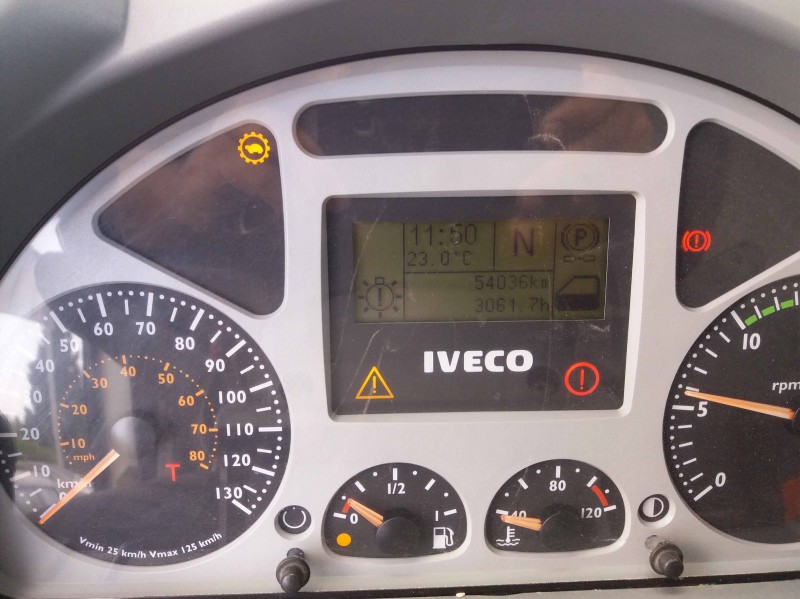 11:50
N
P
23.0°C
54036km
3061.7h
IVECO
10 20 30 40 50 60 70 80 90 100 110 120 130
10 20 30 40 50 60 70 80
mph
km/h
T
Vmin 25 km/h Vmax 125 km/h
0 1/2 1
40 80 120
0 5 10
rpm